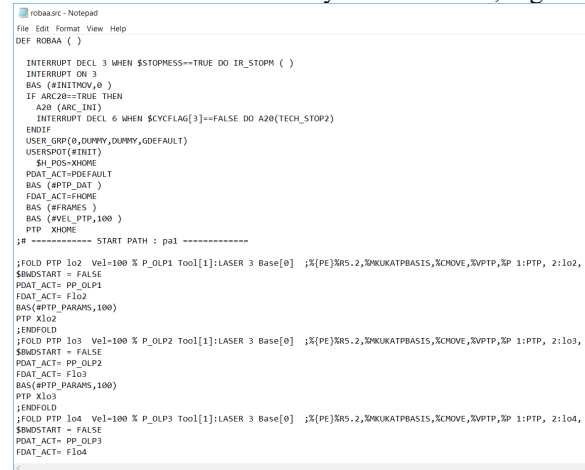 robaa.src - Notepad
File Edit Format View Help
DEF ROBAA ( )
INTERRUPT DECL 3 WHEN $STOPMESS==TRUE DO IR_STOPM ( )
INTERRUPT ON 3
BAS (#INITMOV,0 )
IF ARC20==TRUE THEN
A20 (ARC_INI)
INTERRUPT DECL 6 WHEN $CYCFLAG[3]==FALSE DO A20(TECH_STOP2)
ENDIF
USER_GRP(0,DUMMY,DUMMY,GDEFAULT)
USERSPOT(#INIT)
$H_POS=XHOME
PDAT_ACT=PDEFAULT
BAS (#PTP_DAT )
FDAT_ACT=FHOME
BAS (#FRAMES )
BAS (#VEL_PTP,100 )
PTP XHOME
;# ============ START PATH : pa1 =============
;FOLD PTP lo2 Vel=100 % P_OLP1 Tool[1]:LASER 3 Base[0] ;%{PE}%R5.2,%MKUKATPBASIS,%CMOVE,%VPTP,%P 1:PTP, 2:lo2,
$BWDSTART = FALSE
PDAT_ACT= PP_OLP1
FDAT_ACT= Flo2
BAS(#PTP_PARAMS,100)
PTP Xlo2
;ENDFOLD
;FOLD PTP lo3 Vel=100 % P_OLP2 Tool[1]:LASER 3 Base[0] ;%{PE}%R5.2,%MKUKATPBASIS,%CMOVE,%VPTP,%P 1:PTP, 2:lo3,
$BWDSTART = FALSE
PDAT_ACT= PP_OLP2
FDAT_ACT= Flo3
BAS(#PTP_PARAMS,100)
PTP Xlo3
;ENDFOLD
;FOLD PTP lo4 Vel=100 % P_OLP3 Tool[1]:LASER 3 Base[0] ;%{PE}%R5.2,%MKUKATPBASIS,%CMOVE,%VPTP,%P 1:PTP, 2:lo4,
$BWDSTART = FALSE
PDAT_ACT= PP_OLP3
FDAT_ACT= Flo4